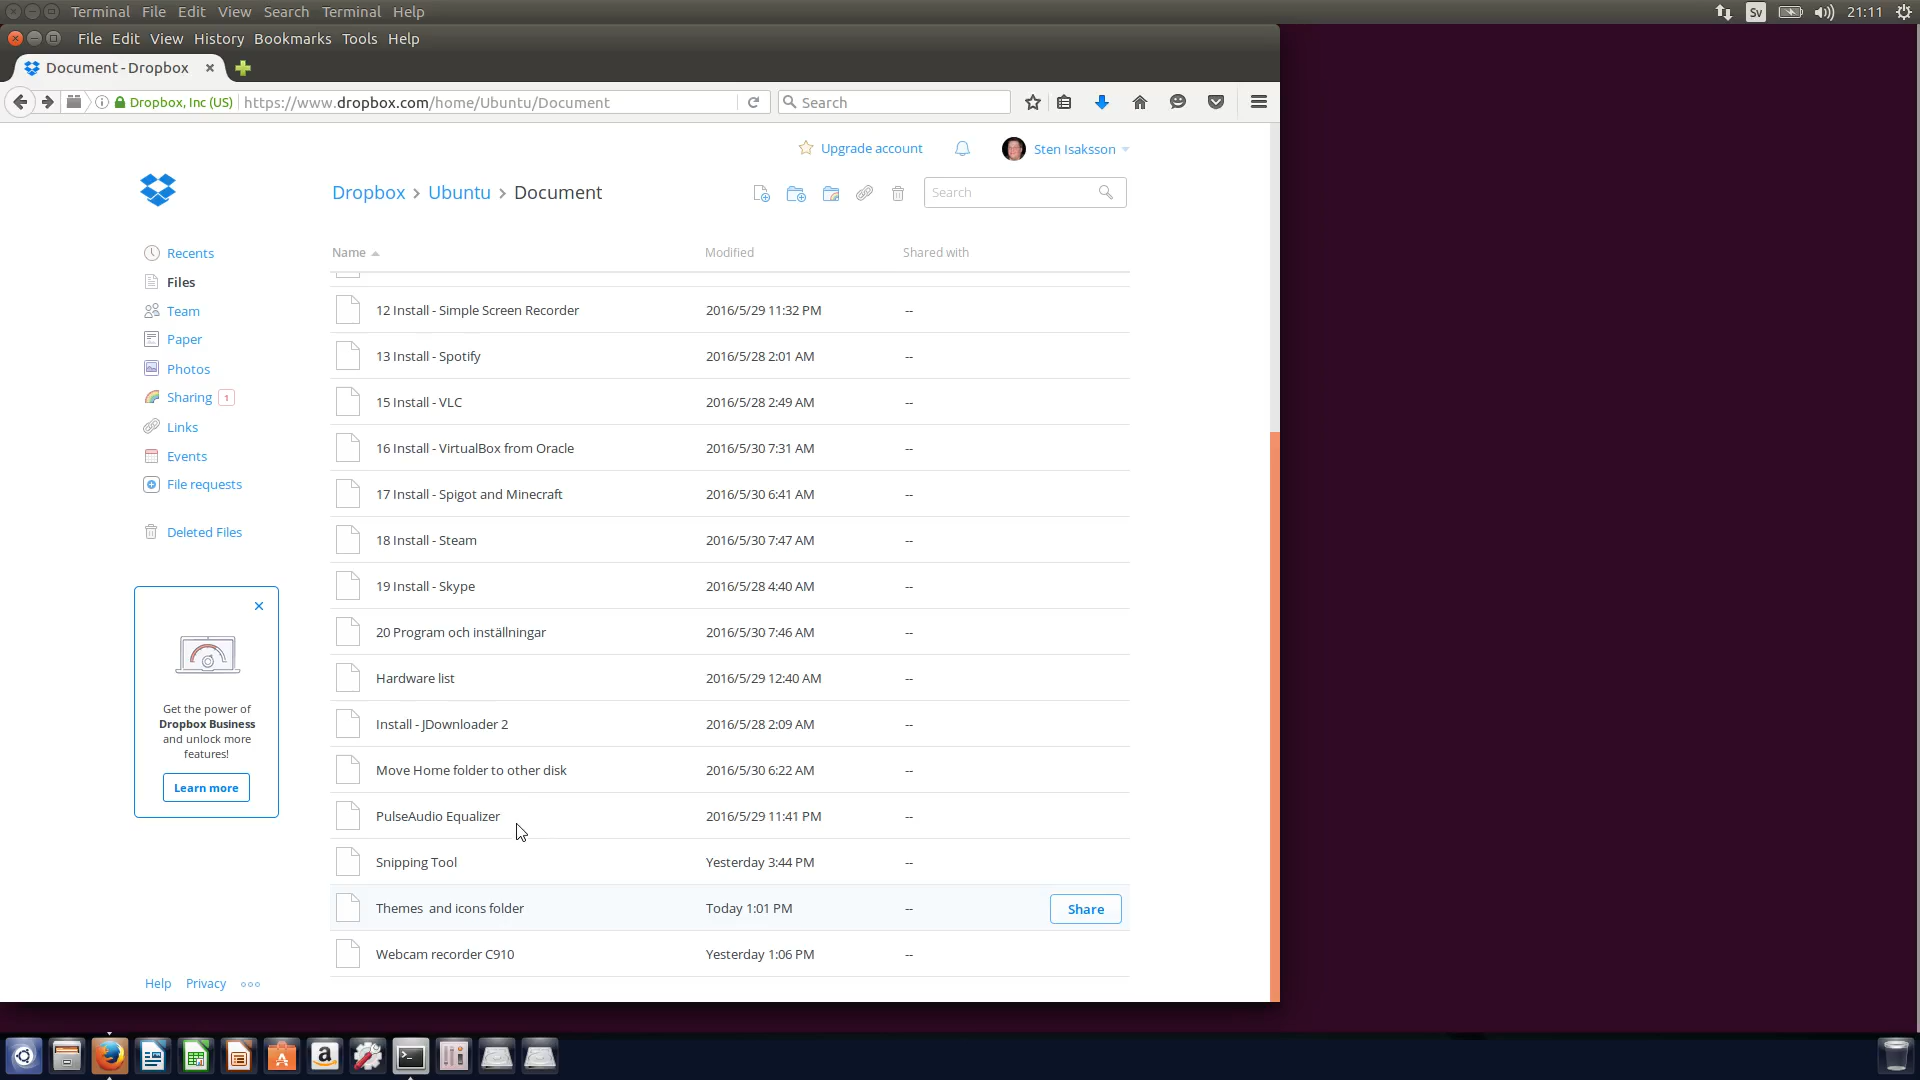 Terminal File Edit View Search Terminal Help Sv 21:11
File Edit View History Bookmarks Tools Help
Document - Dropbox
Dropbox, Inc (US) https://www.dropbox.com/home/Ubuntu/Document Search
Upgrade account Sten Isaksson
Dropbox > Ubuntu > Document Search
Name Modified Shared with
Recents
Files
Team
Paper
Photos
Sharing 1
Links
Events
File requests
Deleted Files
Get the power of
Dropbox Business
and unlock more
features!
Learn more
Help Privacy
12 Install - Simple Screen Recorder 2016/5/29 11:32 PM --
13 Install - Spotify 2016/5/28 2:01 AM --
15 Install - VLC 2016/5/28 2:49 AM --
16 Install - VirtualBox from Oracle 2016/5/30 7:31 AM --
17 Install - Spigot and Minecraft 2016/5/30 6:41 AM --
18 Install - Steam 2016/5/30 7:47 AM --
19 Install - Skype 2016/5/28 4:40 AM --
20 Program och inställningar 2016/5/30 7:46 AM --
Hardware list 2016/5/29 12:40 AM --
Install - JDownloader 2 2016/5/28 2:09 AM --
Move Home folder to other disk 2016/5/30 6:22 AM --
PulseAudio Equalizer 2016/5/29 11:41 PM --
Snipping Tool Yesterday 3:44 PM --
Themes  and icons folder Today 1:01 PM -- Share
Webcam recorder C910 Yesterday 1:06 PM --